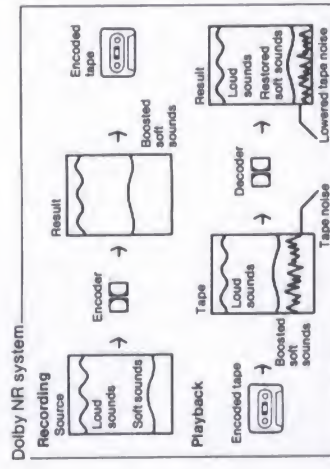 Dolby NR system
Recording
Source
Loud
sounds
Soft sounds
Encoder
Result
Boosted
soft
sounds
Encoded
tape
Playback
Encoded tape
Boosted
soft
sounds
Tape
Loud
sounds
Tape noise
Decoder
Result
Loud
sounds
Restored
soft sounds
Lowered tape noise